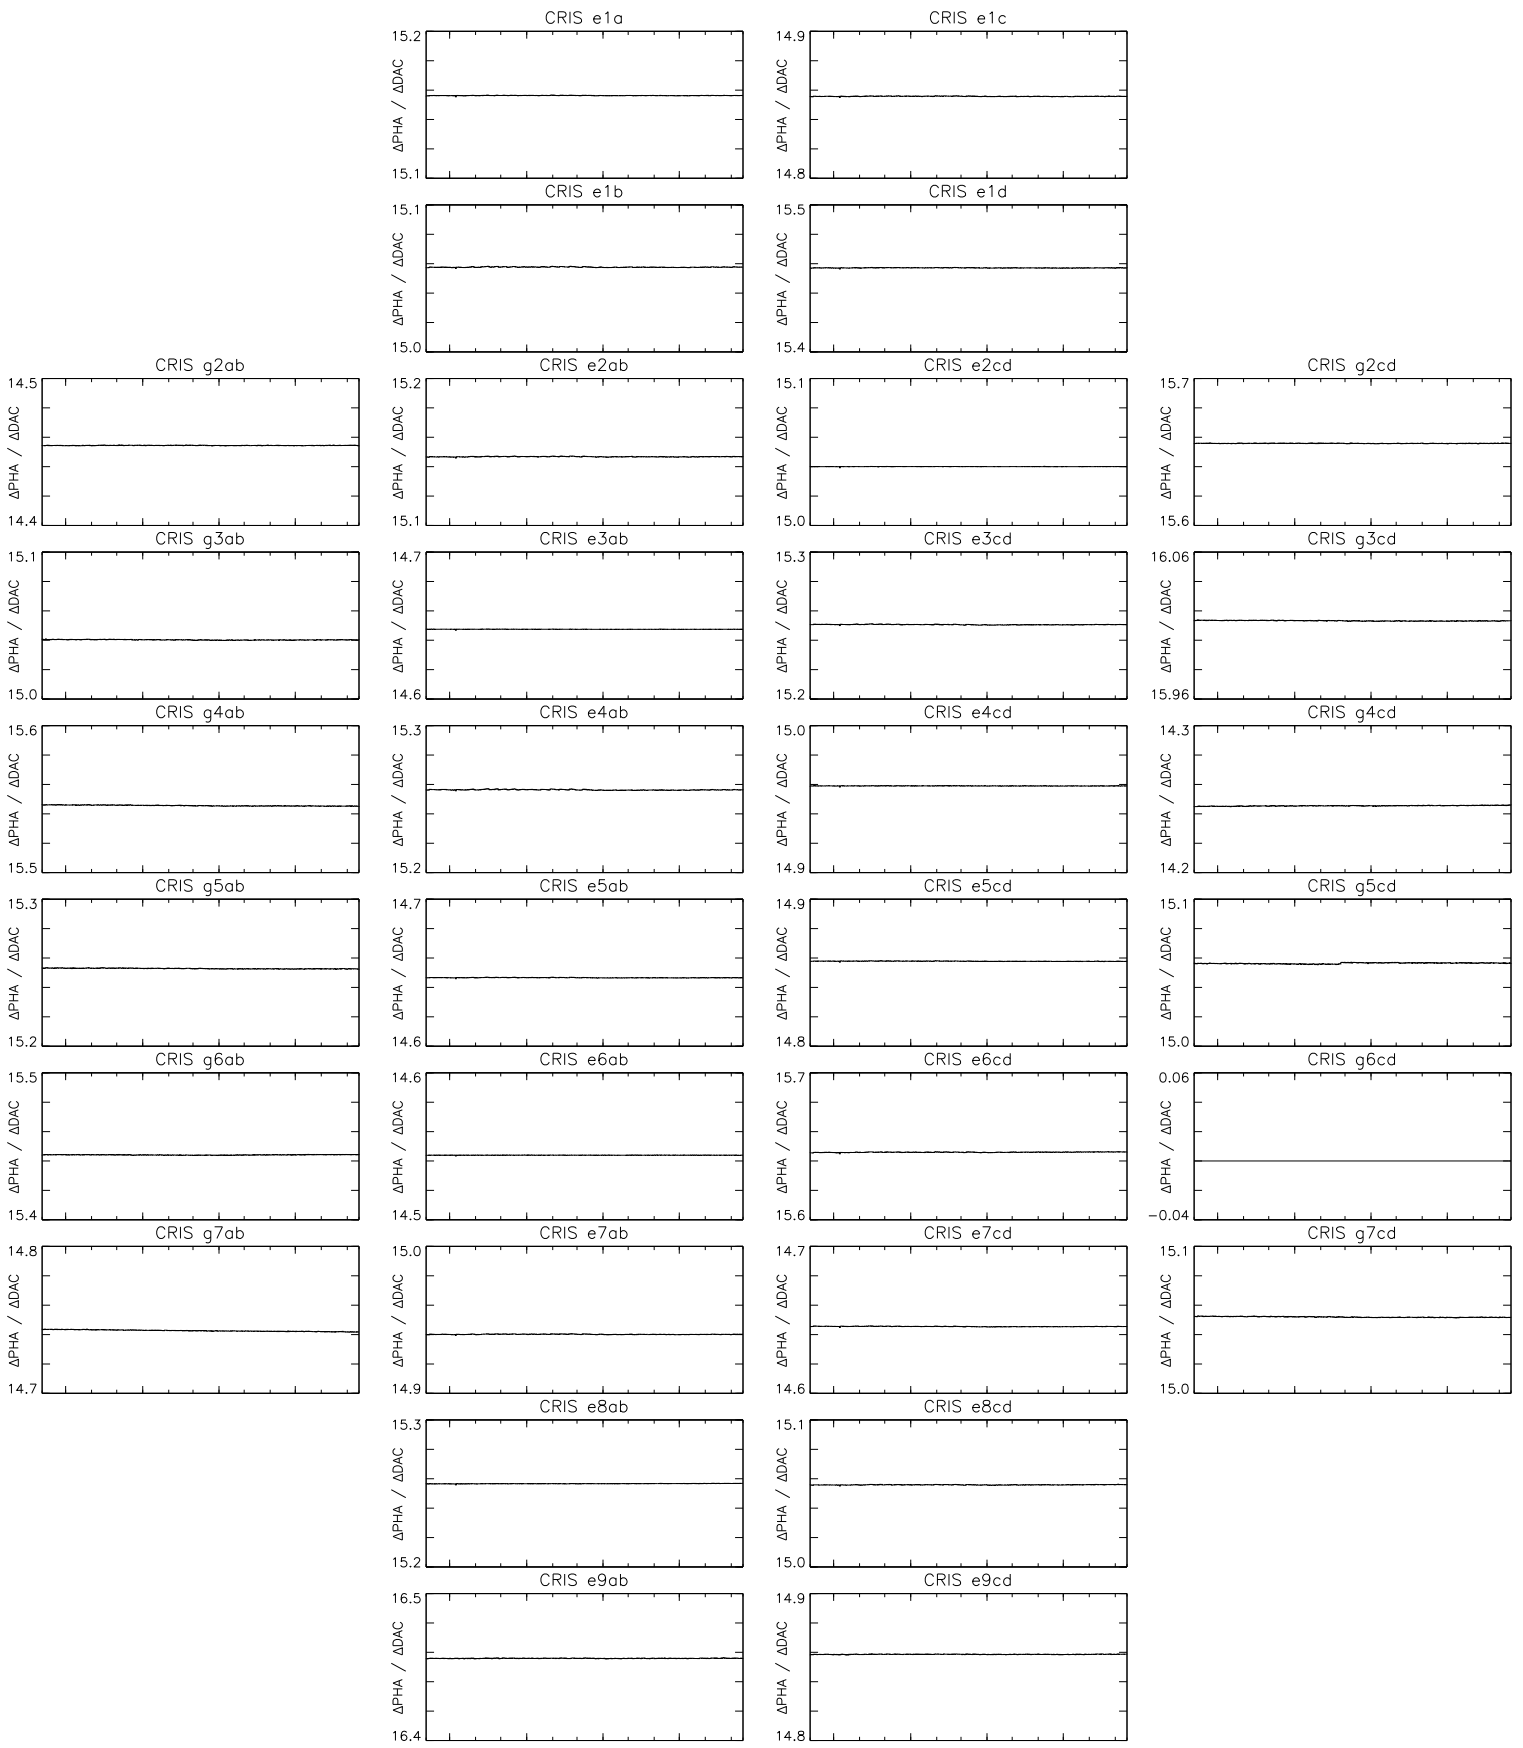 CRIS e1a
15.2
ΔPHA / ΔDAC
15.1
CRIS e1c
14.9
ΔPHA / ΔDAC
14.8
CRIS e1b
15.1
ΔPHA / ΔDAC
15.0
CRIS e1d
15.5
ΔPHA / ΔDAC
15.4
CRIS g2ab
14.5
ΔPHA / ΔDAC
14.4
CRIS e2ab
15.2
ΔPHA / ΔDAC
15.1
CRIS e2cd
15.1
ΔPHA / ΔDAC
15.0
CRIS g2cd
15.7
ΔPHA / ΔDAC
15.6
CRIS g3ab
15.1
ΔPHA / ΔDAC
15.0
CRIS e3ab
14.7
ΔPHA / ΔDAC
14.6
CRIS e3cd
15.3
ΔPHA / ΔDAC
15.2
CRIS g3cd
16.06
ΔPHA / ΔDAC
15.96
CRIS g4ab
15.6
ΔPHA / ΔDAC
15.5
CRIS e4ab
15.3
ΔPHA / ΔDAC
15.2
CRIS e4cd
15.0
ΔPHA / ΔDAC
14.9
CRIS g4cd
14.3
ΔPHA / ΔDAC
14.2
CRIS g5ab
15.3
ΔPHA / ΔDAC
15.2
CRIS e5ab
14.7
ΔPHA / ΔDAC
14.6
CRIS e5cd
14.9
ΔPHA / ΔDAC
14.8
CRIS g5cd
15.1
ΔPHA / ΔDAC
15.0
CRIS g6ab
15.5
ΔPHA / ΔDAC
15.4
CRIS e6ab
14.6
ΔPHA / ΔDAC
14.5
CRIS e6cd
15.7
ΔPHA / ΔDAC
15.6
CRIS g6cd
0.06
ΔPHA / ΔDAC
-0.04
CRIS g7ab
14.8
ΔPHA / ΔDAC
14.7
CRIS e7ab
15.0
ΔPHA / ΔDAC
14.9
CRIS e7cd
14.7
ΔPHA / ΔDAC
14.6
CRIS g7cd
15.1
ΔPHA / ΔDAC
15.0
CRIS e8ab
15.3
ΔPHA / ΔDAC
15.2
CRIS e8cd
15.1
ΔPHA / ΔDAC
15.0
CRIS e9ab
16.5
ΔPHA / ΔDAC
16.4
CRIS e9cd
14.9
ΔPHA / ΔDAC
14.8